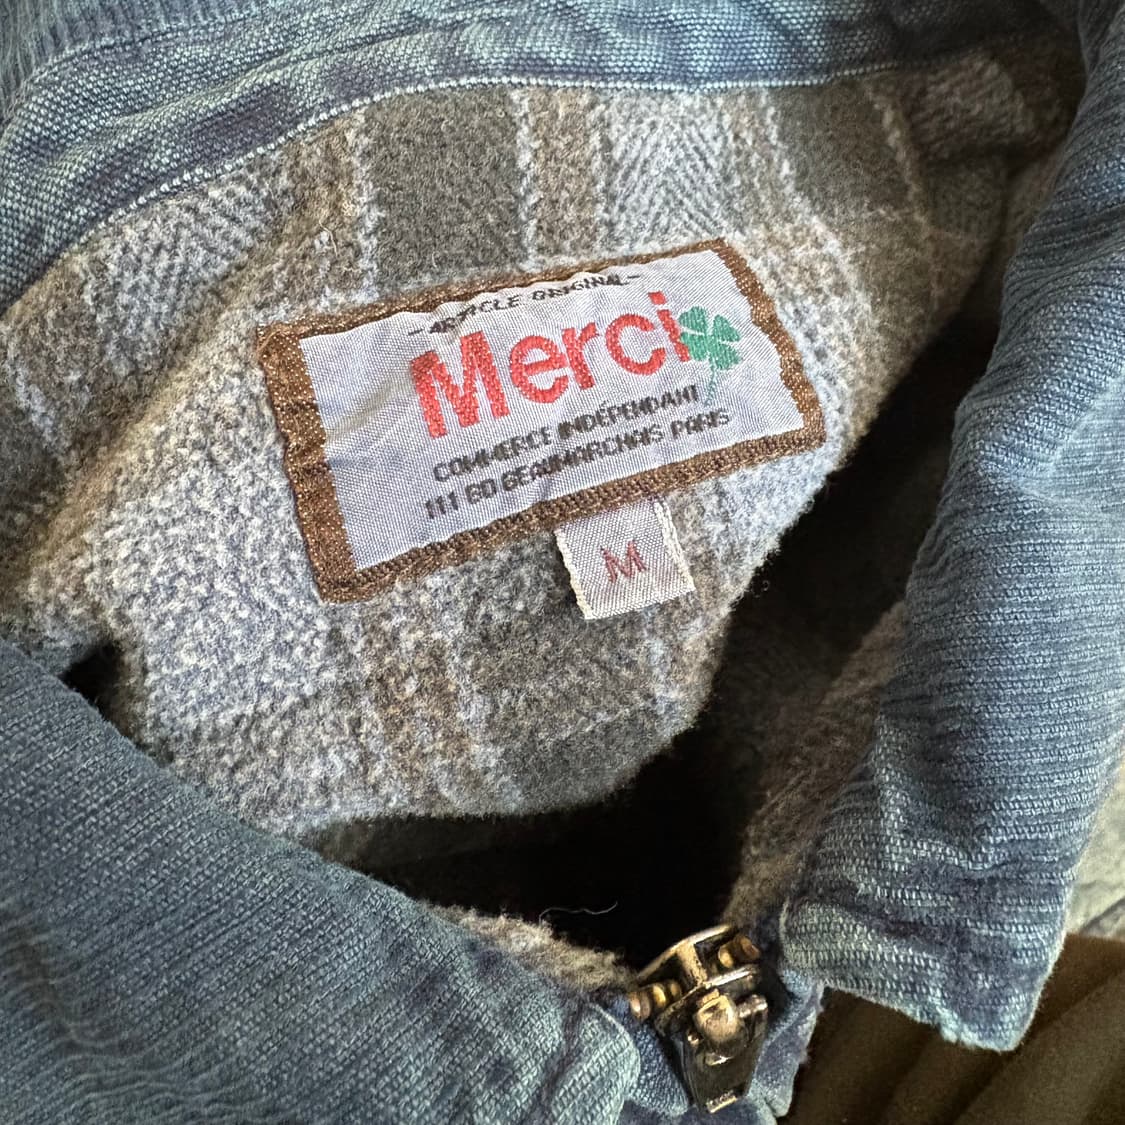 -ARTICLE ORIGINAL-
Merci
COMMERCE INDÉPENDANT
111 BD BEAUMARCHAIS PARIS
M